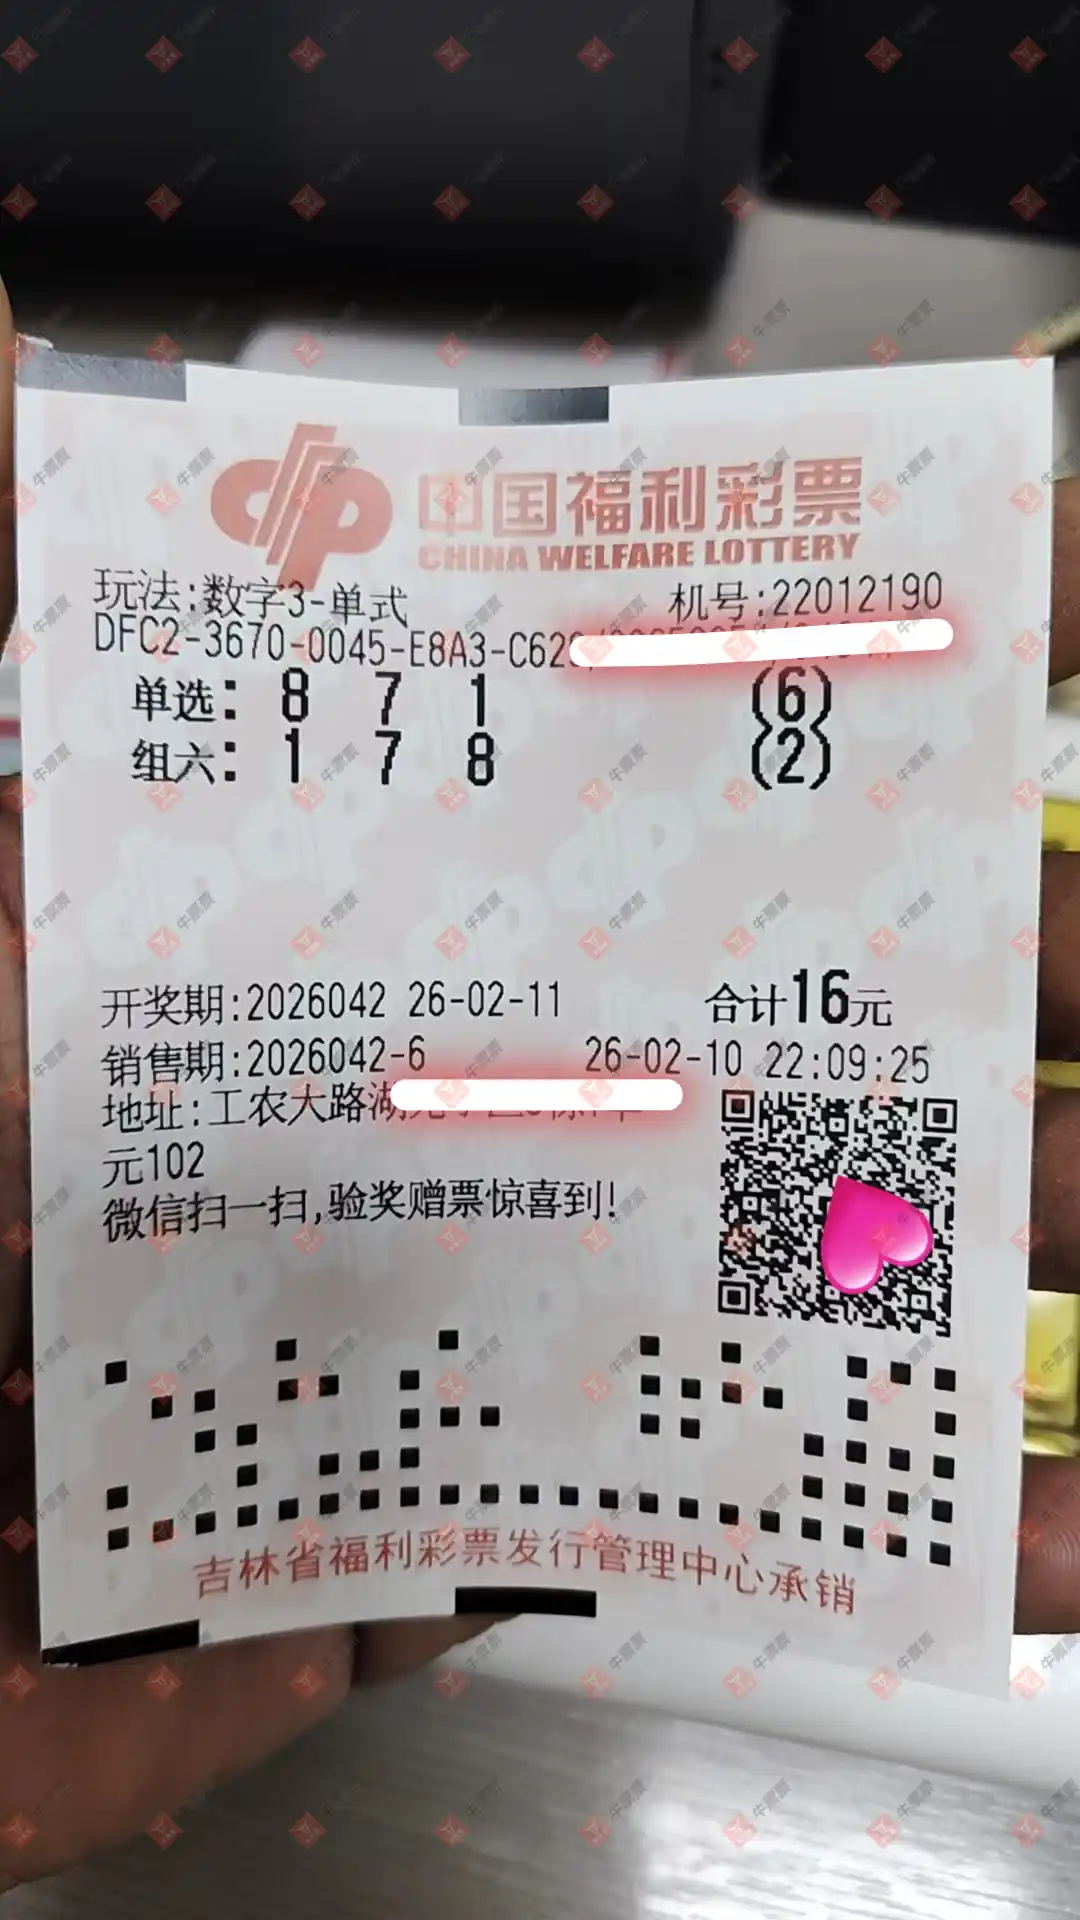 中国福利彩票
CHINA WELFARE LOTTERY
玩法:数字3-单式 机号:22012190
DFC2-3670-0045-E8A3-C629
单选: 8 7 1 (6)
组六: 1 7 8 (2)
开奖期:2026042 26-02-11 合计16元
销售期:2026042-6 26-02-10 22:09:25
地址:工农大路湖
元102
微信扫一扫,验奖赠票惊喜到!
吉林省福利彩票发行管理中心承销
牛票票